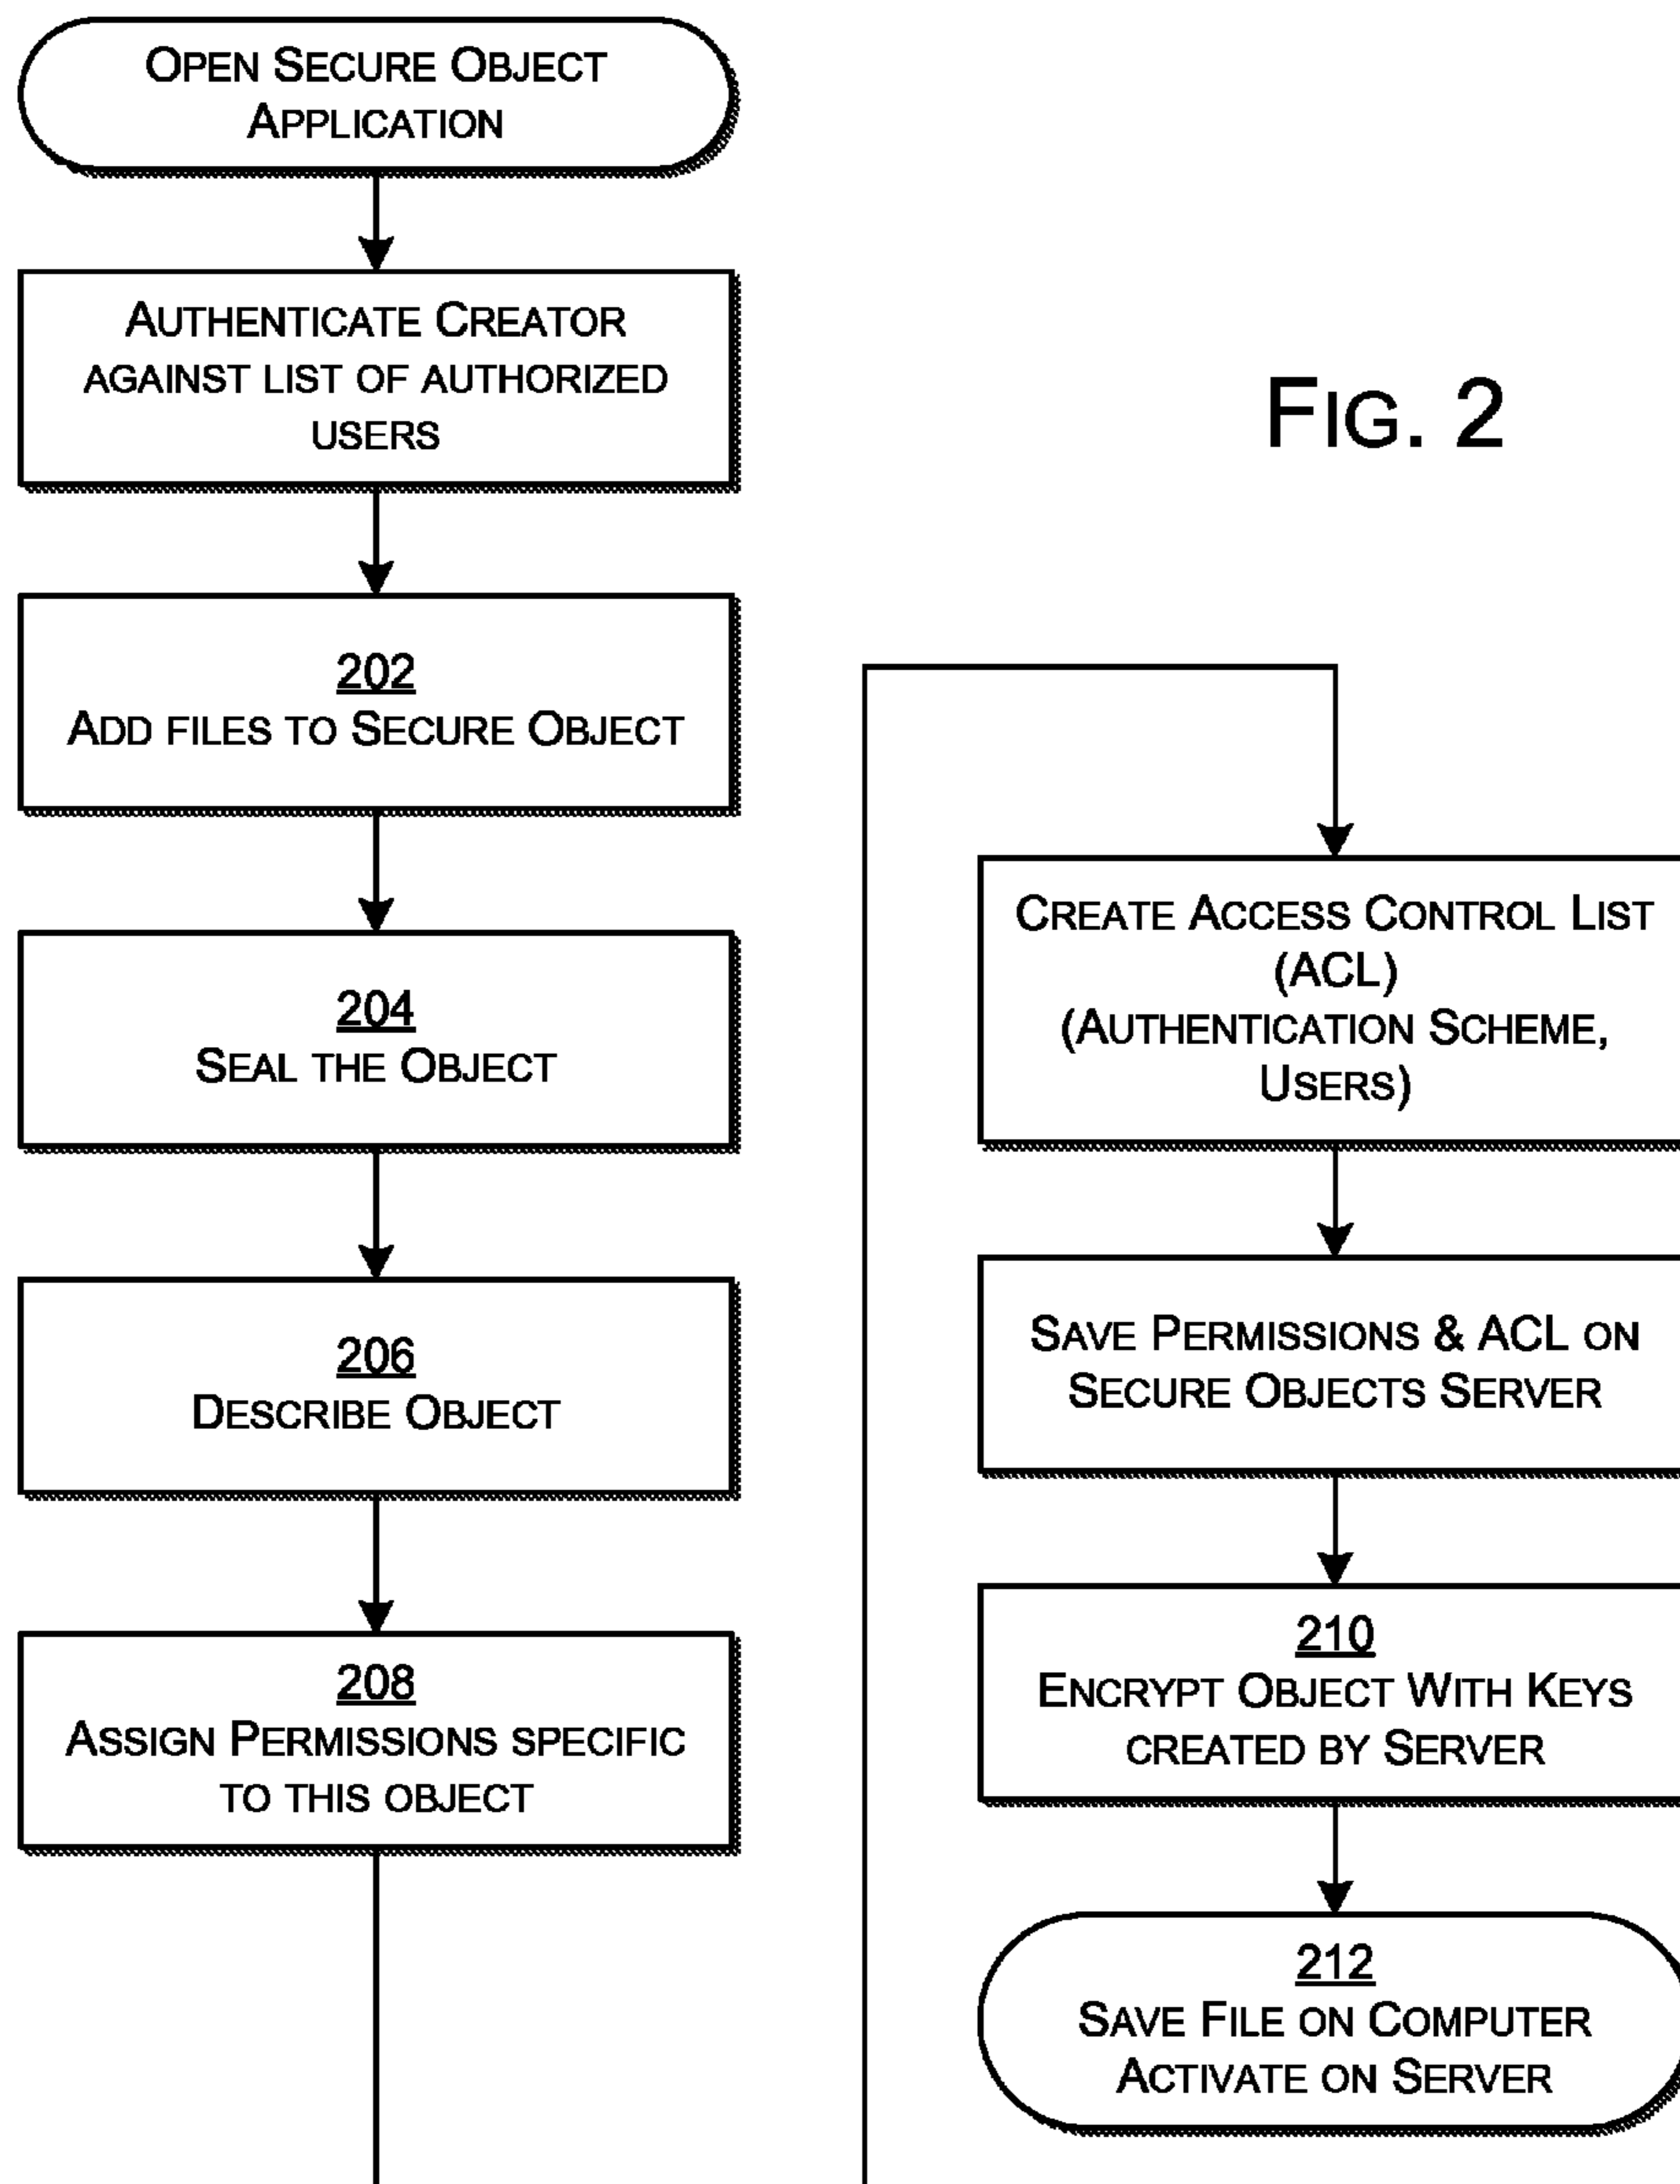 OPEN SECURE OBJECT
APPLICATION
AUTHENTICATE CREATOR
AGAINST LIST OF AUTHORIZED
USERS
202
ADD FILES TO SECURE OBJECT
204
SEAL THE OBJECT
206
DESCRIBE OBJECT
208
ASSIGN PERMISSIONS SPECIFIC
TO THIS OBJECT
FIG. 2
CREATE ACCESS CONTROL LIST
(ACL)
(AUTHENTICATION SCHEME,
USERS)
SAVE PERMISSIONS & ACL ON
SECURE OBJECTS SERVER
210
ENCRYPT OBJECT WITH KEYS
CREATED BY SERVER
212
SAVE FILE ON COMPUTER
ACTIVATE ON SERVER